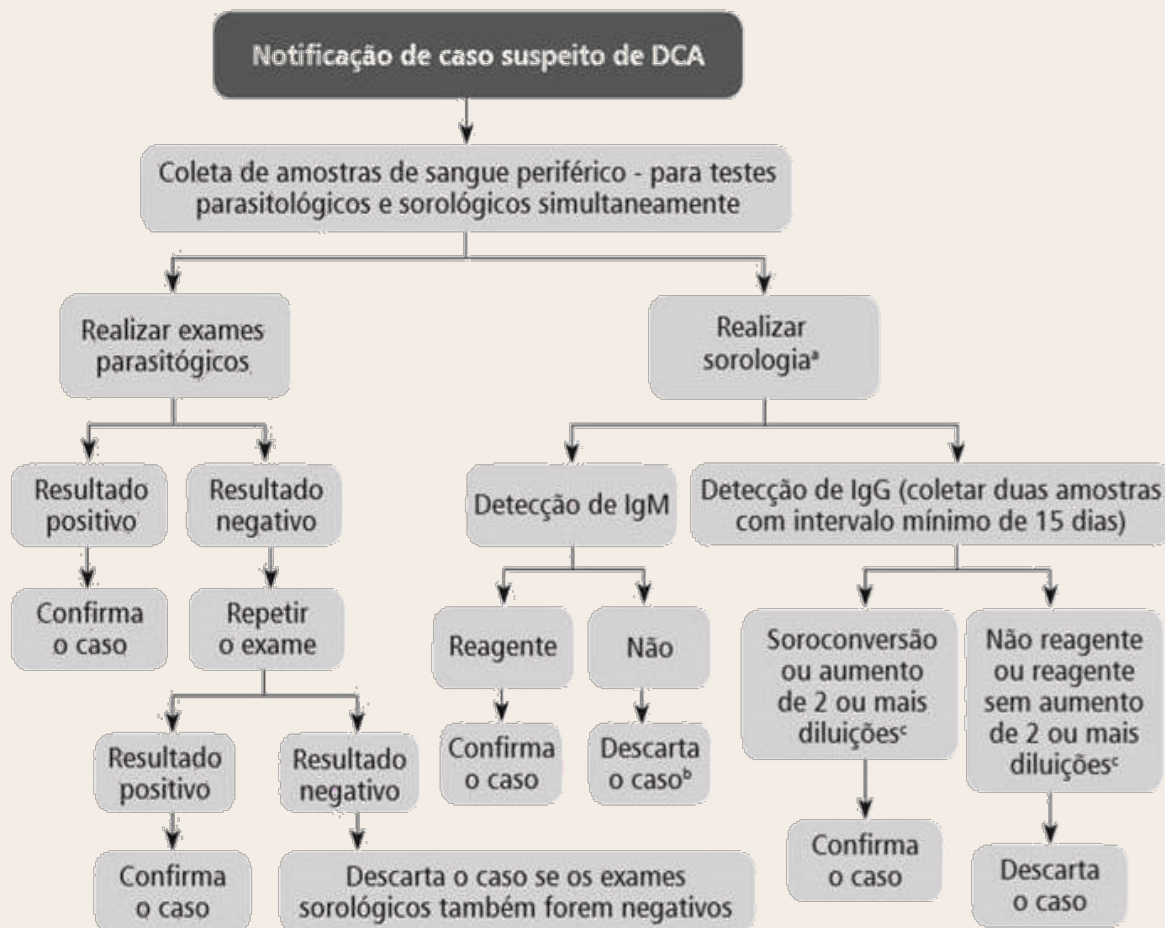 Notificação de caso suspeito de DCA
Coleta de amostras de sangue periférico - para testes
parasitológicos e sorológicos simultaneamente
Realizar exames
parasitógicos
Realizar
sorologiaª
Resultado
positivo
Resultado
negativo
Detecção de IgM
Detecção de IgG (coletar duas amostras
com intervalo mínimo de 15 dias)
Confirma
o caso
Repetir
o exame
Reagente
Não
Soroconversão
ou aumento
de 2 ou mais
diluiçõesᶜ
Não reagente
ou reagente
sem aumento
de 2 ou mais
diluiçõesᶜ
Resultado
positivo
Resultado
negativo
Confirma
o caso
Descarta
o casoᵇ
Confirma
o caso
Descarta o caso se os exames
sorológicos também forem negativos
Confirma
o caso
Descarta
o caso